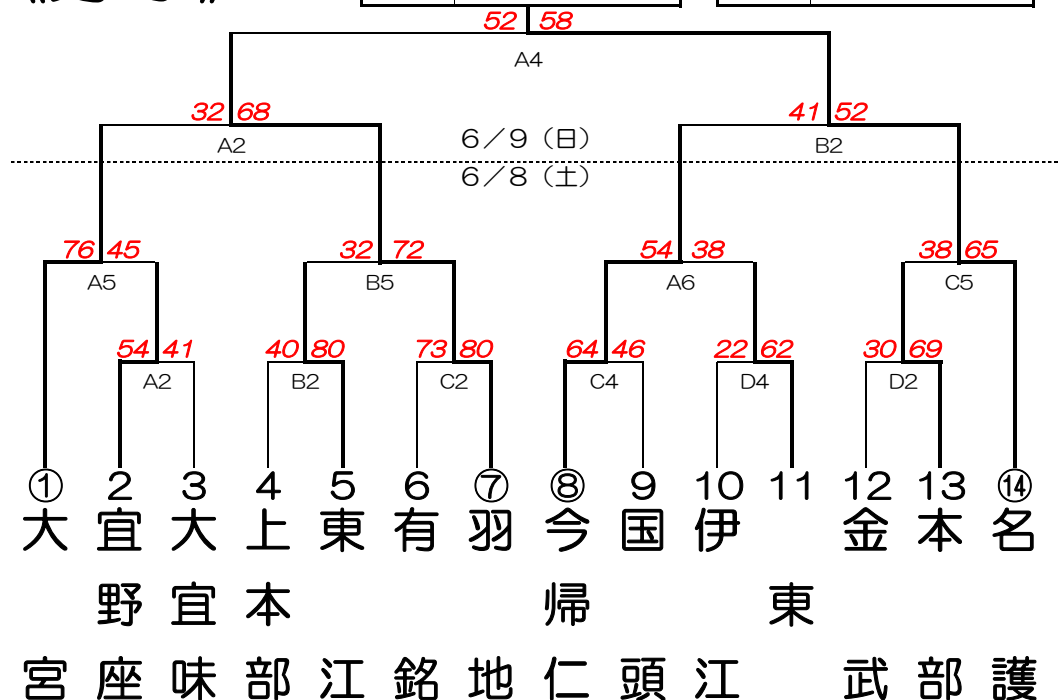 52 58
A4
32 68
41 52
A2
6／9（日）
B2
6／8（土）
76 45
32 72
54 38
38 65
A5
B5
A6
C5
54 41
40 80
73 80
64 46
22 62
30 69
A2
B2
C2
C4
D4
D2
① 2 3 4 5 6 ⑦ ⑧ 9 10 11 12 13 ⑭
大宮
宜野座
大宜味
上本部
東江
有銘
羽地
今帰仁
国頭
伊江
東
金武
本部
名護